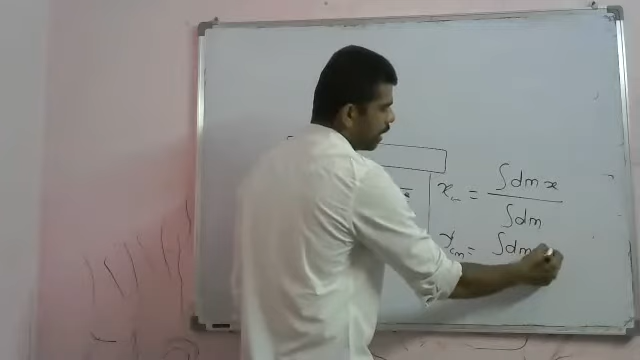 x_cm = ∫dm x / ∫dm
y_cm = ∫dm